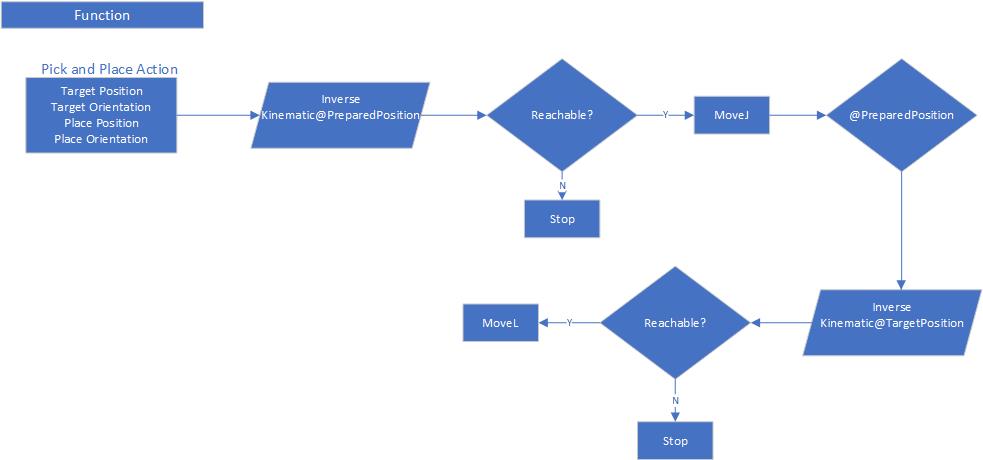 Function
Pick and Place Action
Target Position
Target Orientation
Place Position
Place Orientation
Inverse
Kinematic@PreparedPosition
Reachable?
Y
MoveJ
@PreparedPosition
N
Stop
Inverse
Kinematic@TargetPosition
Reachable?
Y
MoveL
N
Stop